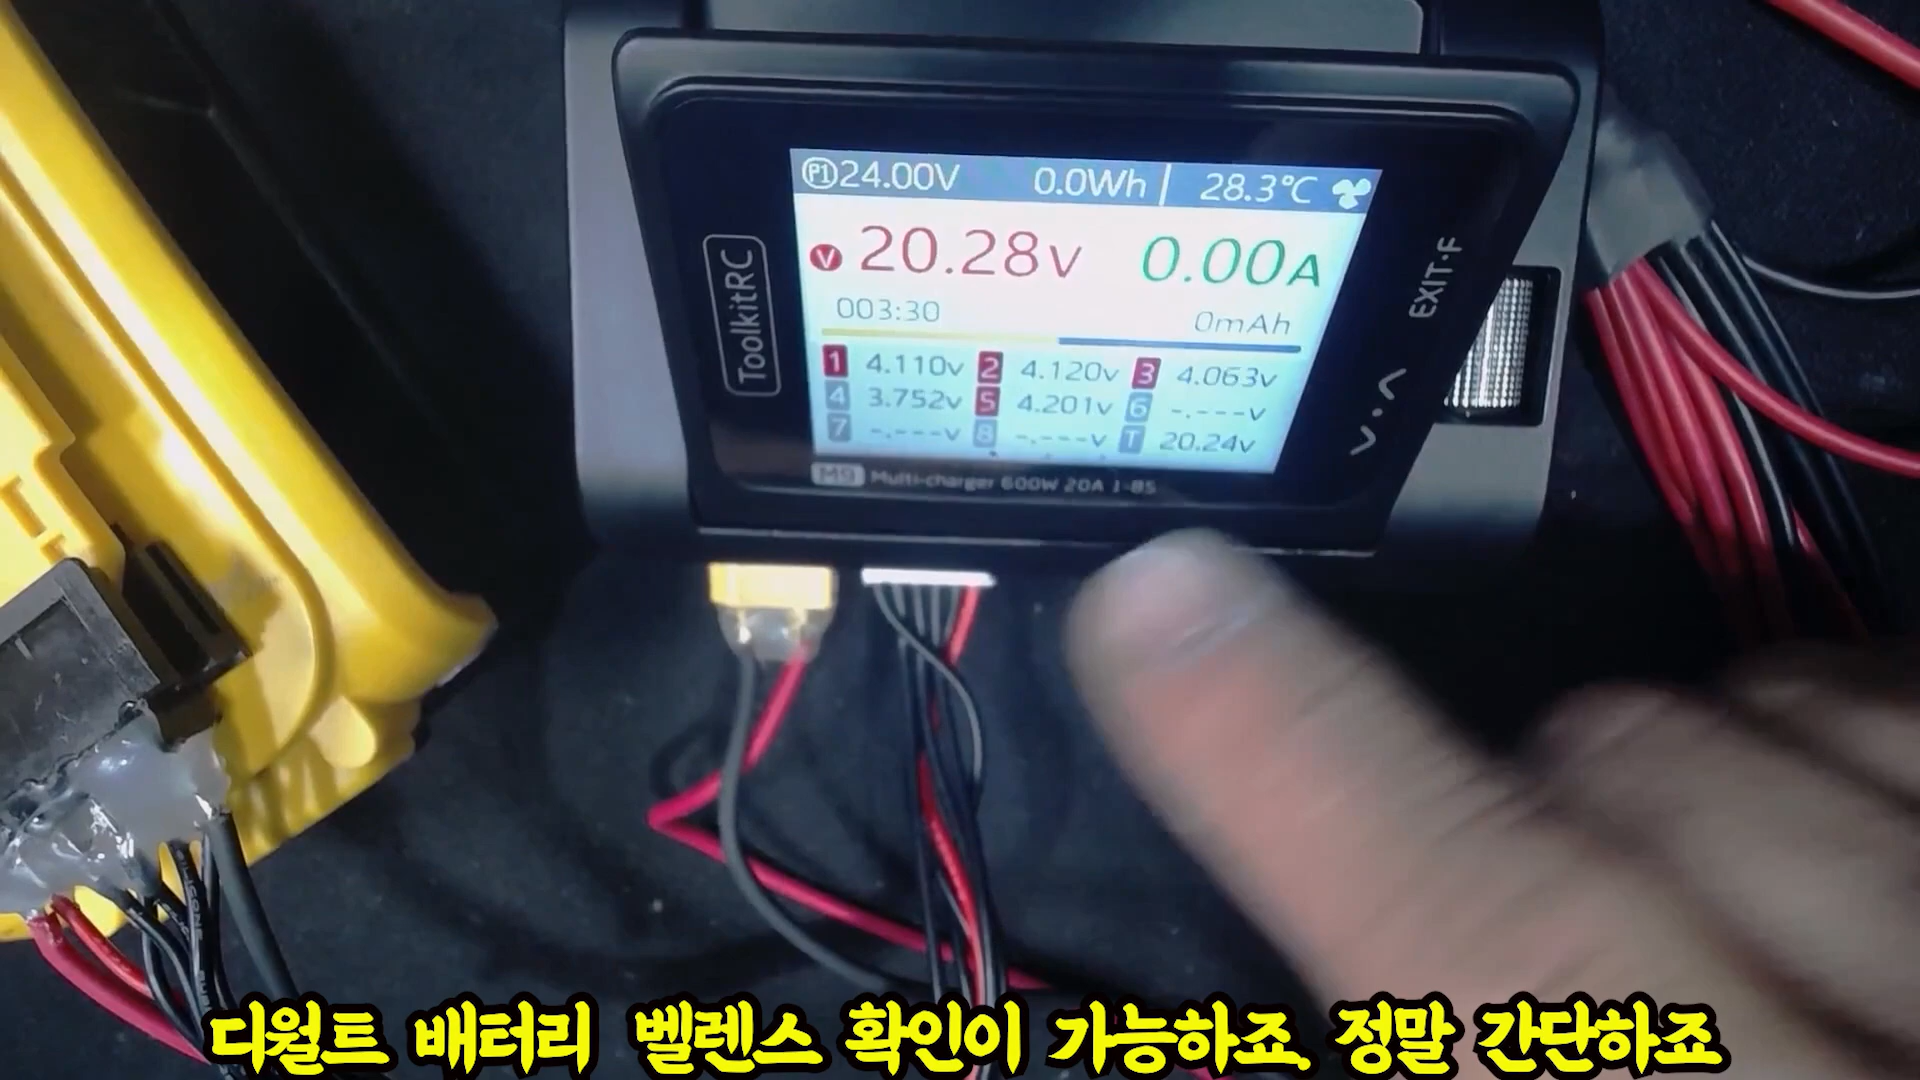 P1 24.00V 0.0Wh | 28.3℃
V 20.28V 0.00A
003:30 0mAh
1 4.110V 2 4.120V 3 4.063V
4 3.752V 5 4.201V 6 -.---V
7 -.---V 8 -.---V T 20.24V
ToolkitRC
EXIT·F
M9 Multi-charger 600W 20A 1-8S
SILICONE
디월트 배터리 벨렌스 확인이 가능하죠. 정말 간단하죠